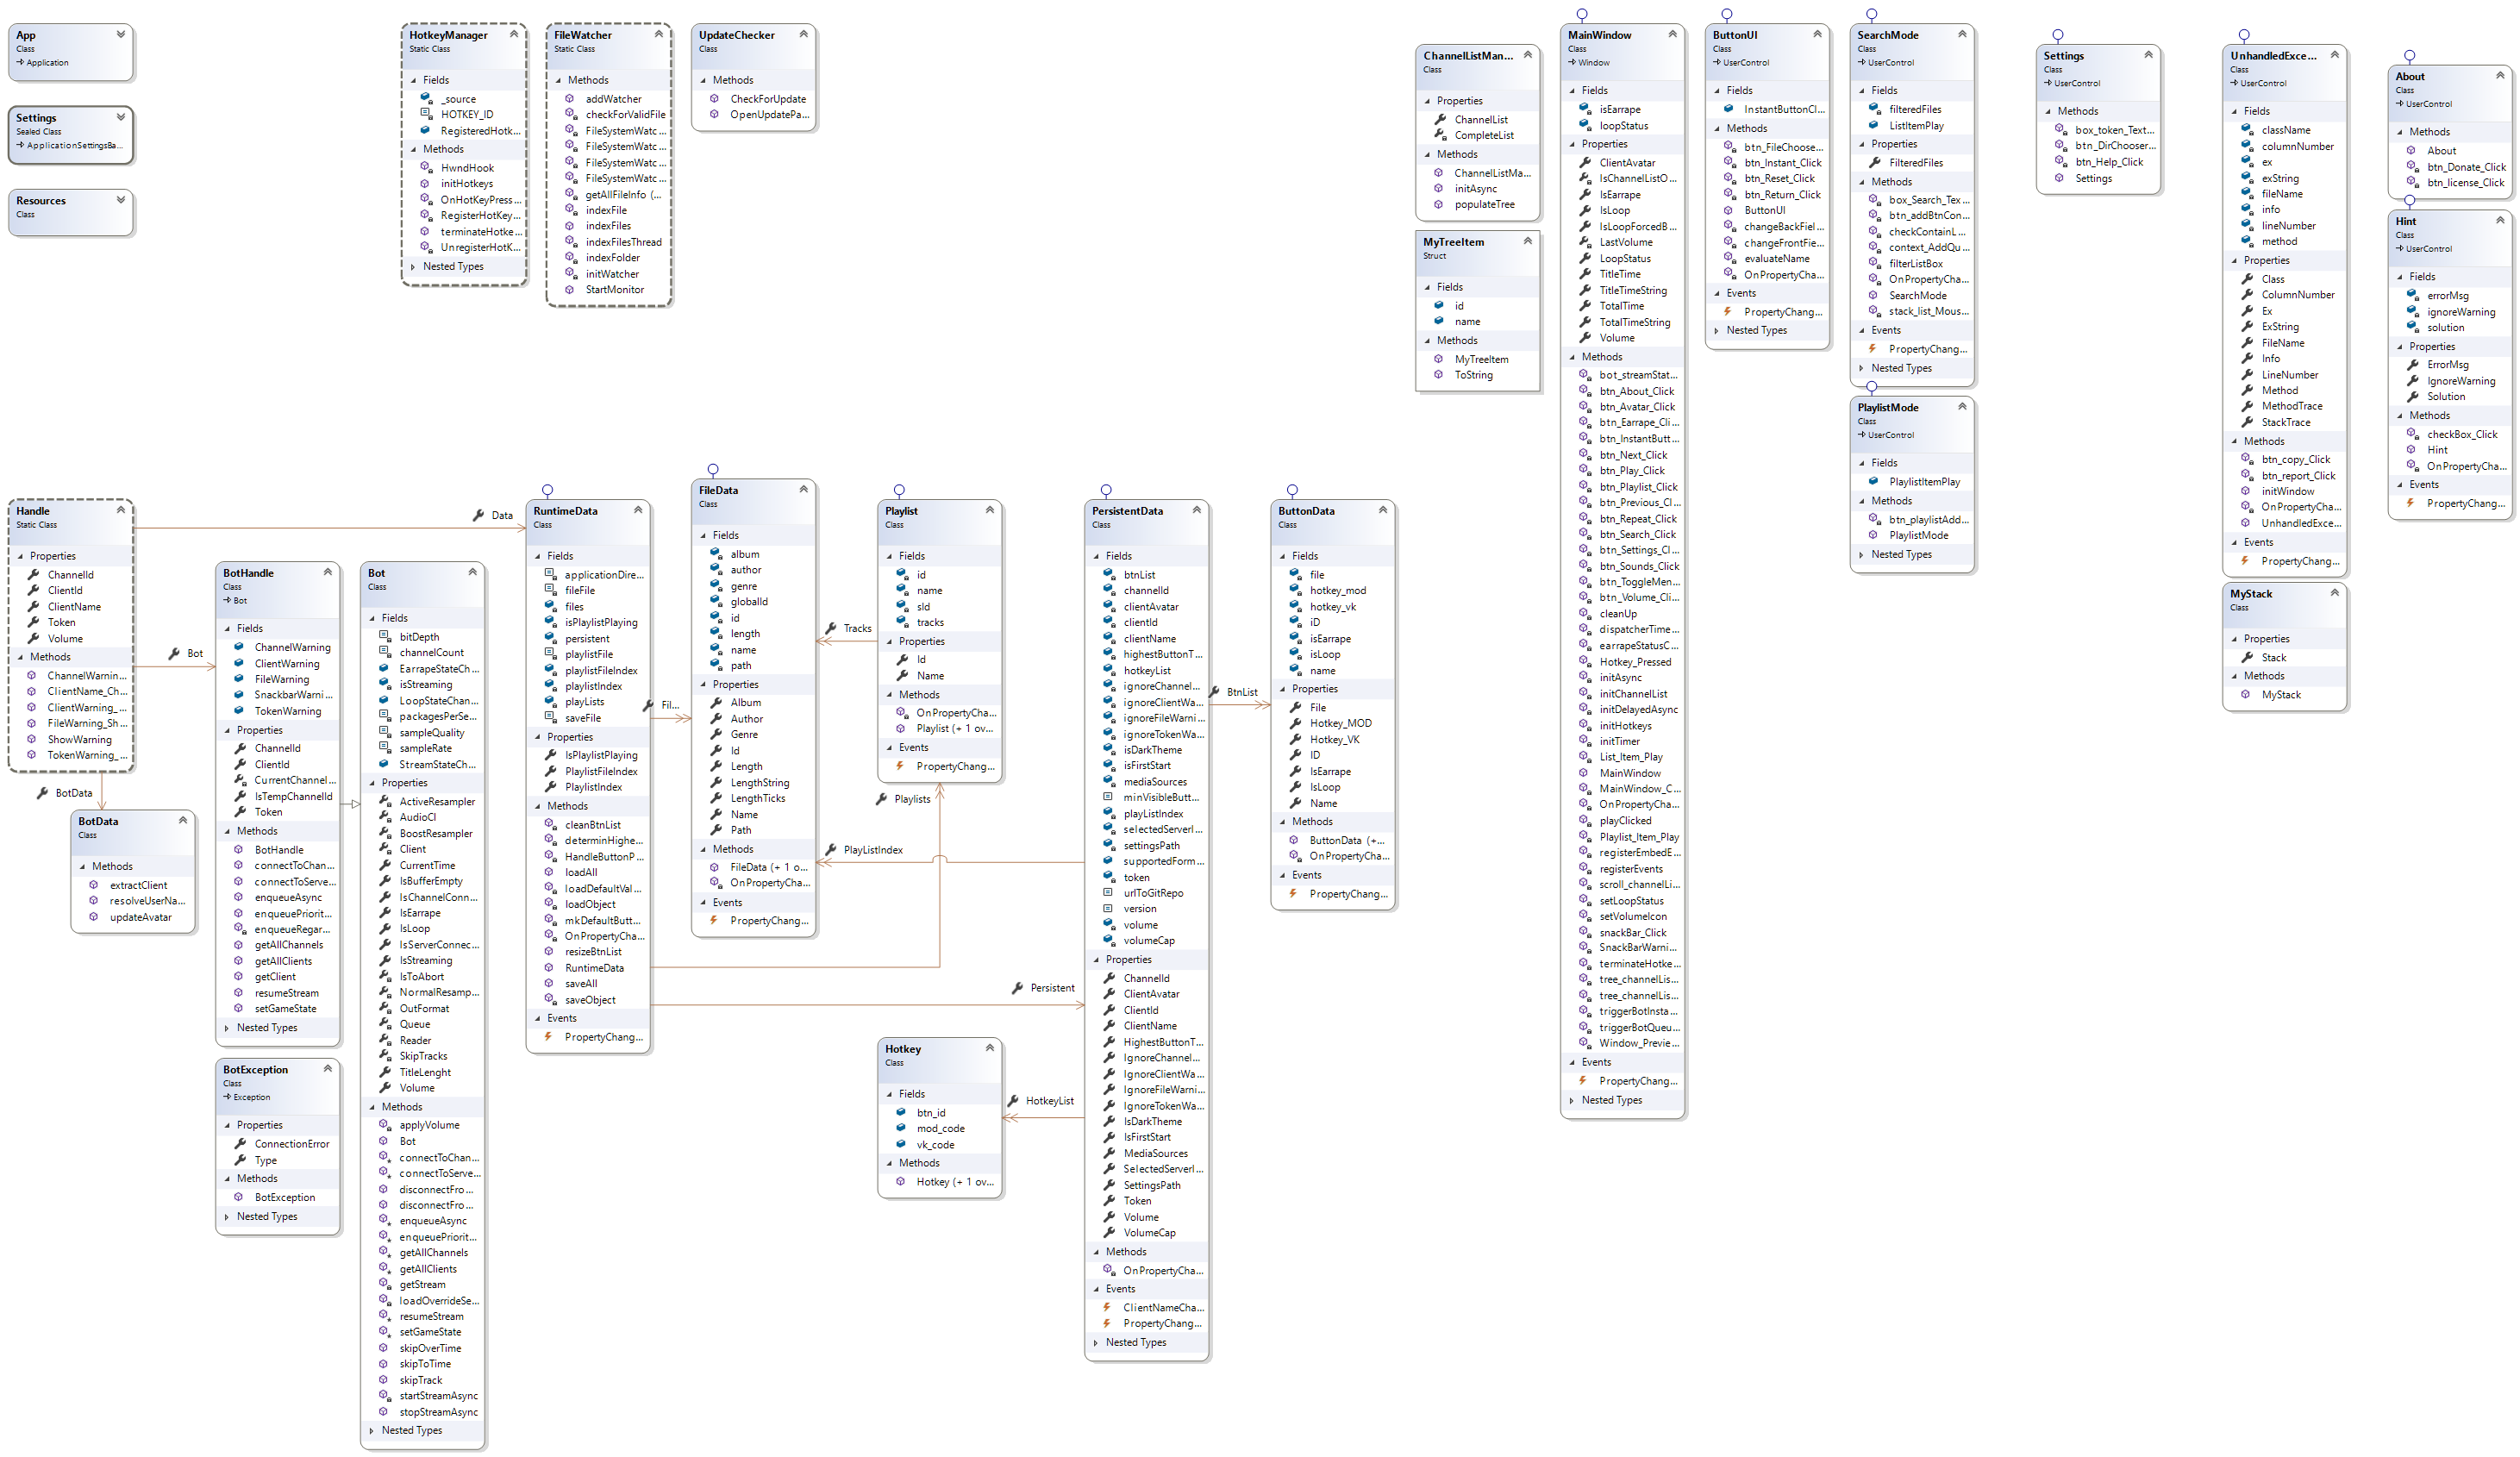 App
Class
Application
Settings
Sealed Class
ApplicationSettingsBa...
Resources
Class
HotkeyManager
Static Class
Fields
_source
HOTKEY_ID
RegisteredHotk...
Methods
HwndHook
initHotkeys
OnHotKeyPress...
RegisterHotKey...
terminateHotke...
UnregisterHotK...
Nested Types
FileWatcher
Static Class
Methods
addWatcher
checkForValidFile
FileSystemWatc...
FileSystemWatc...
FileSystemWatc...
FileSystemWatc...
getAllFileInfo (...
indexFile
indexFiles
indexFilesThread
indexFolder
initWatcher
StartMonitor
UpdateChecker
Class
Methods
CheckForUpdate
OpenUpdatePa...
ChannelListMan...
Class
Properties
ChannelList
CompleteList
Methods
ChannelListMa...
initAsync
populateTree
MyTreeItem
Struct
Fields
id
name
Methods
MyTreeItem
ToString
MainWindow
Class
Window
Fields
isEarrape
loopStatus
Properties
ClientAvatar
IsChannelListO...
IsEarrape
IsLoop
IsLoopForcedB...
LastVolume
LoopStatus
TitleTime
TitleTimeString
TotalTime
TotalTimeString
Volume
Methods
bot_streamStat...
btn_About_Click
btn_Avatar_Click
btn_Earrape_Cli...
btn_InstantButt...
btn_Next_Click
btn_Play_Click
btn_Playlist_Click
btn_Previous_Cl...
btn_Repeat_Click
btn_Search_Click
btn_Settings_Cl...
btn_Sounds_Click
btn_ToggleMen...
btn_Volume_Cli...
cleanUp
dispatcherTime...
earrapeStatusC...
Hotkey_Pressed
initAsync
initChannelList
initDelayedAsync
initHotkeys
initTimer
List_Item_Play
MainWindow
MainWindow_C...
OnPropertyCha...
playClicked
Playlist_Item_Play
registerEmbedE...
registerEvents
scroll_channelLi...
setLoopStatus
setVolumeIcon
snackBar_Click
SnackBarWarni...
terminateHotke...
tree_channelLis...
tree_channelLis...
triggerBotInsta...
triggerBotQueu...
Window_Previe...
Events
PropertyChang...
Nested Types
ButtonUI
Class
UserControl
Fields
InstantButtonCl...
Methods
btn_FileChoose...
btn_Instant_Click
btn_Reset_Click
btn_Return_Click
ButtonUI
changeBackFiel...
changeFrontFie...
evaluateName
OnPropertyCha...
Events
PropertyChang...
Nested Types
SearchMode
Class
UserControl
Fields
filteredFiles
ListItemPlay
Properties
FilteredFiles
Methods
box_Search_Tex...
btn_addBtnCon...
checkContainL...
context_AddQu...
filterListBox
OnPropertyCha...
SearchMode
stack_list_Mous...
Events
PropertyChang...
Nested Types
PlaylistMode
Class
UserControl
Fields
PlaylistItemPlay
Methods
btn_playlistAdd...
PlaylistMode
Nested Types
Settings
Class
UserControl
Methods
box_token_Text...
btn_DirChooser...
btn_Help_Click
Settings
UnhandledExce...
Class
UserControl
Fields
className
columnNumber
ex
exString
fileName
info
lineNumber
method
Properties
Class
ColumnNumber
Ex
ExString
FileName
Info
LineNumber
Method
MethodTrace
StackTrace
Methods
btn_copy_Click
btn_report_Click
initWindow
OnPropertyCha...
UnhandledExce...
Events
PropertyChang...
MyStack
Class
Properties
Stack
Methods
MyStack
About
Class
UserControl
Methods
About
btn_Donate_Click
btn_license_Click
Hint
Class
UserControl
Fields
errorMsg
ignoreWarning
solution
Properties
ErrorMsg
IgnoreWarning
Solution
Methods
checkBox_Click
Hint
OnPropertyCha...
Events
PropertyChang...
Handle
Static Class
Properties
ChannelId
ClientId
ClientName
Token
Volume
Methods
ChannelWarnin...
ClientName_Ch...
ClientWarning_...
FileWarning_Sh...
ShowWarning
TokenWarning_...
Data
Bot
BotData
BotData
Class
Methods
extractClient
resolveUserNa...
updateAvatar
BotHandle
Class
Bot
Fields
ChannelWarning
ClientWarning
FileWarning
SnackbarWarni...
TokenWarning
Properties
ChannelId
ClientId
CurrentChannel...
IsTempChannelId
Token
Methods
BotHandle
connectToChan...
connectToServe...
enqueueAsync
enqueuePriorit...
enqueueRegar...
getAllChannels
getAllClients
getClient
resumeStream
setGameState
Nested Types
BotException
Class
Exception
Properties
ConnectionError
Type
Methods
BotException
Nested Types
Bot
Class
Fields
bitDepth
channelCount
EarrapeStateCh...
isStreaming
LoopStateChan...
packagesPerSe...
sampleQuality
sampleRate
StreamStateCh...
Properties
ActiveResampler
AudioCl
BoostResampler
Client
CurrentTime
IsBufferEmpty
IsChannelConn...
IsEarrape
IsLoop
IsServerConnec...
IsStreaming
IsToAbort
NormalResamp...
OutFormat
Queue
Reader
SkipTracks
TitleLenght
Volume
Methods
applyVolume
Bot
connectToChan...
connectToServe...
disconnectFro...
disconnectFro...
enqueueAsync
enqueuePriorit...
getAllChannels
getAllClients
getStream
loadOverrideSe...
resumeStream
setGameState
skipOverTime
skipToTime
skipTrack
startStreamAsync
stopStreamAsync
Nested Types
RuntimeData
Class
Fields
applicationDire...
fileFile
files
isPlaylistPlaying
persistent
playlistFile
playlistFileIndex
playlistIndex
playLists
saveFile
Properties
IsPlaylistPlaying
PlaylistFileIndex
PlaylistIndex
Methods
cleanBtnList
determinHighe...
HandleButtonP...
loadAll
loadDefaultVal...
loadObject
mkDefaultButt...
OnPropertyCha...
resizeBtnList
RuntimeData
saveAll
saveObject
Events
PropertyChang...
Fil...
FileData
Class
Fields
album
author
genre
globalId
id
length
name
path
Properties
Album
Author
Genre
Id
Length
LengthString
LengthTicks
Name
Path
Methods
FileData (+ 1 o...
OnPropertyCha...
Events
PropertyChang...
Tracks
Playlists
PlayListIndex
Playlist
Class
Fields
id
name
sId
tracks
Properties
Id
Name
Methods
OnPropertyCha...
Playlist (+ 1 ov...
Events
PropertyChang...
Persistent
HotkeyList
Hotkey
Class
Fields
btn_id
mod_code
vk_code
Methods
Hotkey (+ 1 ov...
PersistentData
Class
Fields
btnList
channelId
clientAvatar
clientId
clientName
highestButtonT...
hotkeyList
ignoreChannel...
ignoreClientWa...
ignoreFileWarni...
ignoreTokenWa...
isDarkTheme
isFirstStart
mediaSources
minVisibleButt...
playListIndex
selectedServerI...
settingsPath
supportedForm...
token
urlToGitRepo
version
volume
volumeCap
Properties
ChannelId
ClientAvatar
ClientId
ClientName
HighestButtonT...
IgnoreChannel...
IgnoreClientWa...
IgnoreFileWarni...
IgnoreTokenWa...
IsDarkTheme
IsFirstStart
MediaSources
SelectedServerI...
SettingsPath
Token
Volume
VolumeCap
Methods
OnPropertyCha...
Events
ClientNameCha...
PropertyChang...
Nested Types
BtnList
ButtonData
Class
Fields
file
hotkey_mod
hotkey_vk
iD
isEarrape
isLoop
name
Properties
File
Hotkey_MOD
Hotkey_VK
ID
IsEarrape
IsLoop
Name
Methods
ButtonData (+...
OnPropertyCha...
Events
PropertyChang...